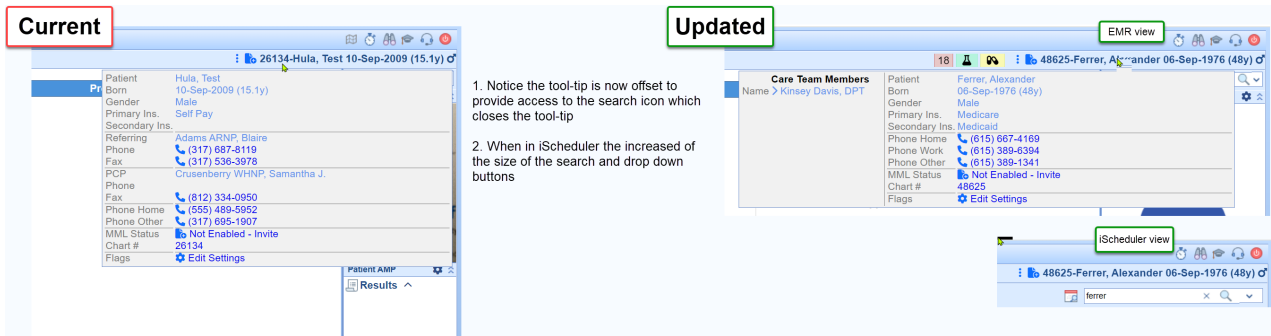 Current
26134-Hula, Test 10-Sep-2009 (15.1y)
Patient Hula, Test
Born 10-Sep-2009 (15.1y)
Gender Male
Primary Ins. Self Pay
Secondary Ins.
Referring Adams ARNP, Blaire
Phone (317) 687-8119
Fax (317) 536-3978
PCP Crusenberry WHNP, Samantha J.
Phone
Fax (812) 334-0950
Phone Home (555) 489-5952
Phone Other (317) 695-1907
MML Status Not Enabled - Invite
Chart # 26134
Flags Edit Settings
Patient AMP
Results
1. Notice the tool-tip is now offset to
provide access to the search icon which
closes the tool-tip
2. When in iScheduler the increased of
the size of the search and drop down
buttons
Updated
EMR view
18 48625-Ferrer, Alexander 06-Sep-1976 (48y)
Care Team Members
Name Kinsey Davis, DPT
Patient Ferrer, Alexander
Born 06-Sep-1976 (48y)
Gender Male
Primary Ins. Medicare
Secondary Ins. Medicaid
Phone Home (615) 667-4169
Phone Work (615) 389-6394
Phone Other (615) 389-1341
MML Status Not Enabled - Invite
Chart # 48625
Flags Edit Settings
iScheduler view
48625-Ferrer, Alexander 06-Sep-1976 (48y)
ferrer